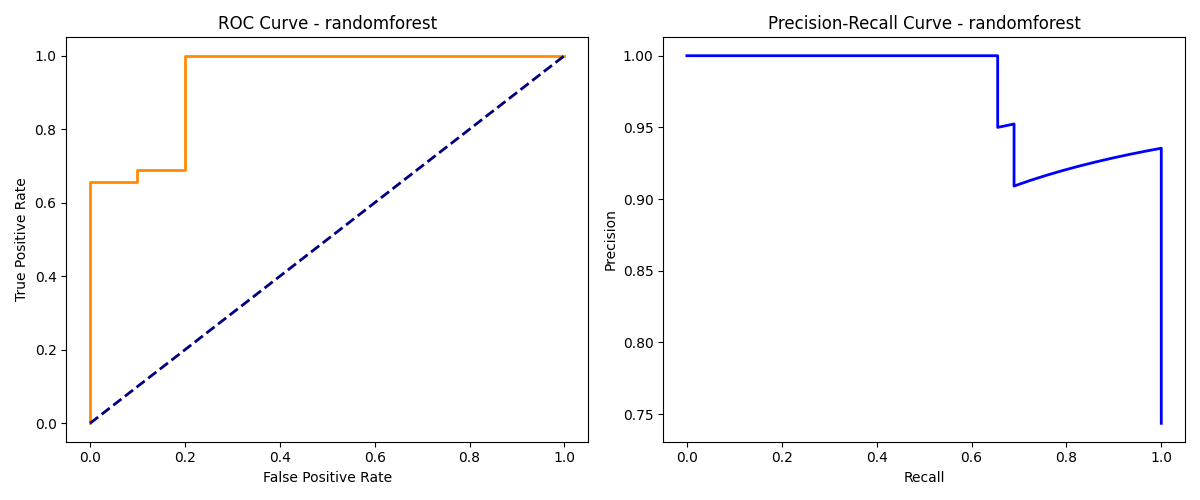 ROC Curve - randomforest
True Positive Rate
1.0
0.8
0.6
0.4
0.2
0.0
0.0 0.2 0.4 0.6 0.8 1.0
False Positive Rate
Precision-Recall Curve - randomforest
Precision
1.00
0.95
0.90
0.85
0.80
0.75
0.0 0.2 0.4 0.6 0.8 1.0
Recall